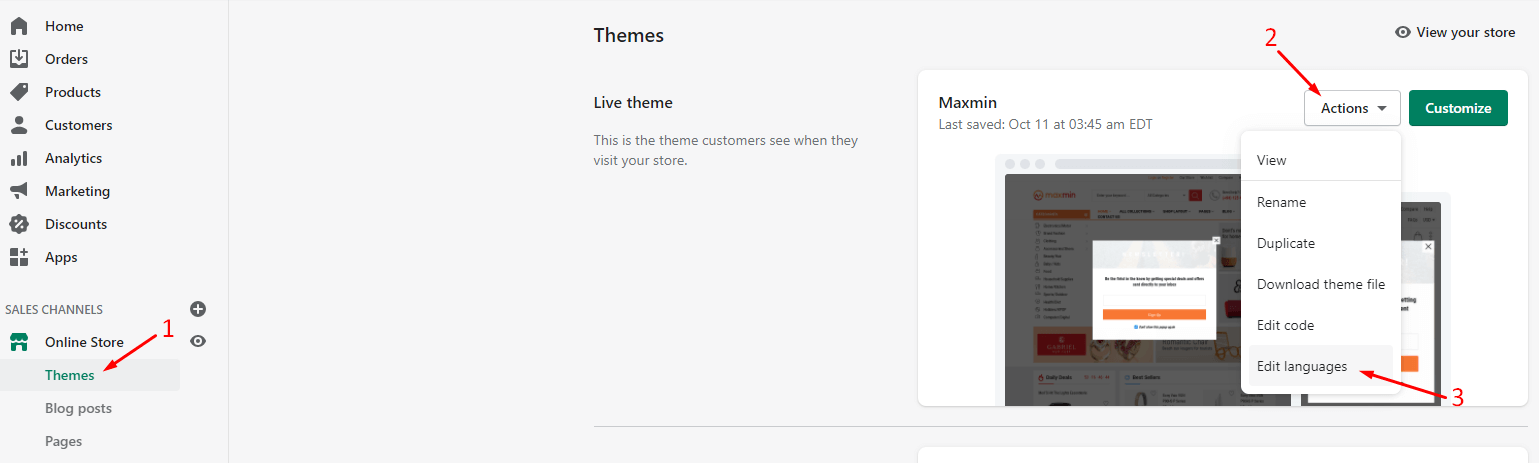 Home
Orders
Products
Customers
Analytics
Marketing
Discounts
Apps
SALES CHANNELS
Online Store
1
Themes
Blog posts
Pages
Themes
View your store
2
Live theme
This is the theme customers see when they
visit your store.
Maxmin
Last saved: Oct 11 at 03:45 am EDT
Actions
Customize
View
Rename
Duplicate
Download theme file
Edit code
Edit languages
3
maxmin
Be the first to the know by getting special deals and offers
sent directly to your inbox
Sign Up
GABRIEL
Daily Deals
Best Sellers